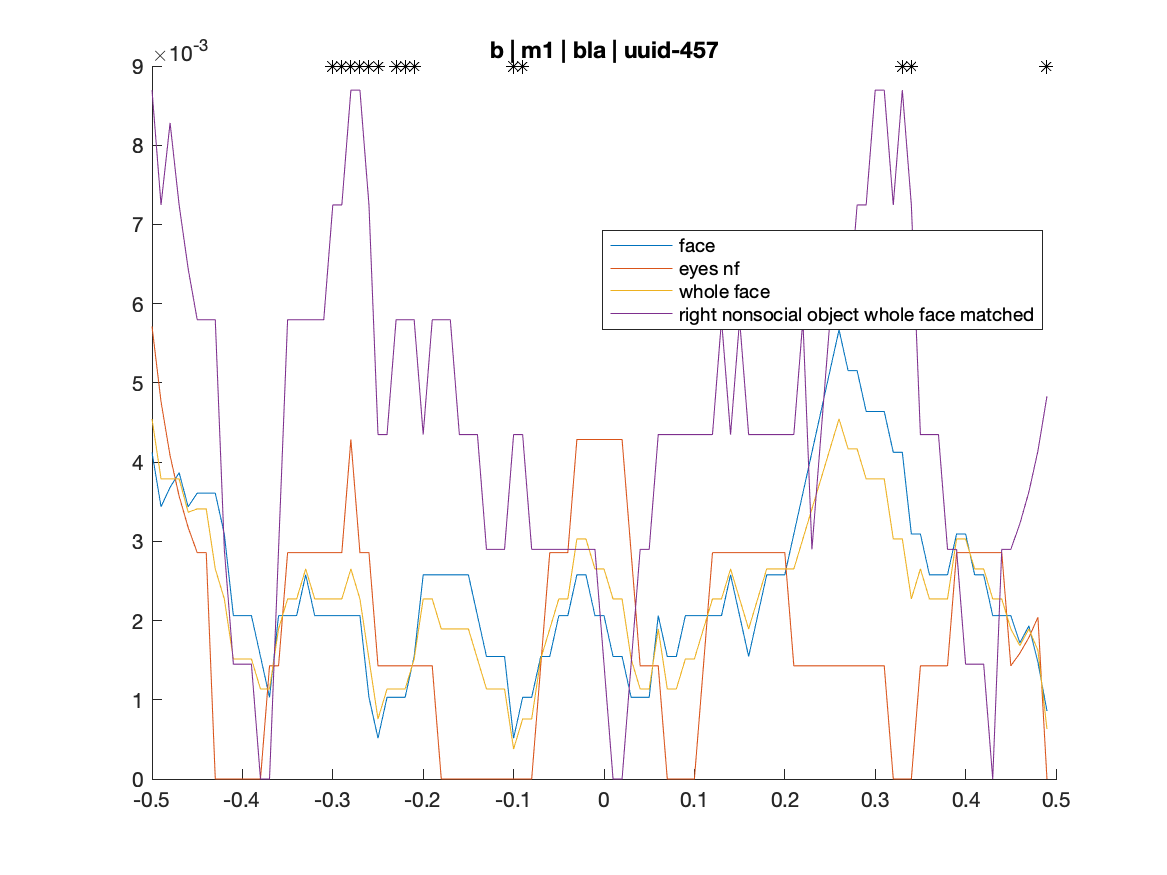 ×10-3
b | m1 | bla | uuid-457
9
8
7
6
5
4
3
2
1
0
face
eyes nf
whole face
right nonsocial object whole face matched
-0.5 -0.4 -0.3 -0.2 -0.1 0 0.1 0.2 0.3 0.4 0.5